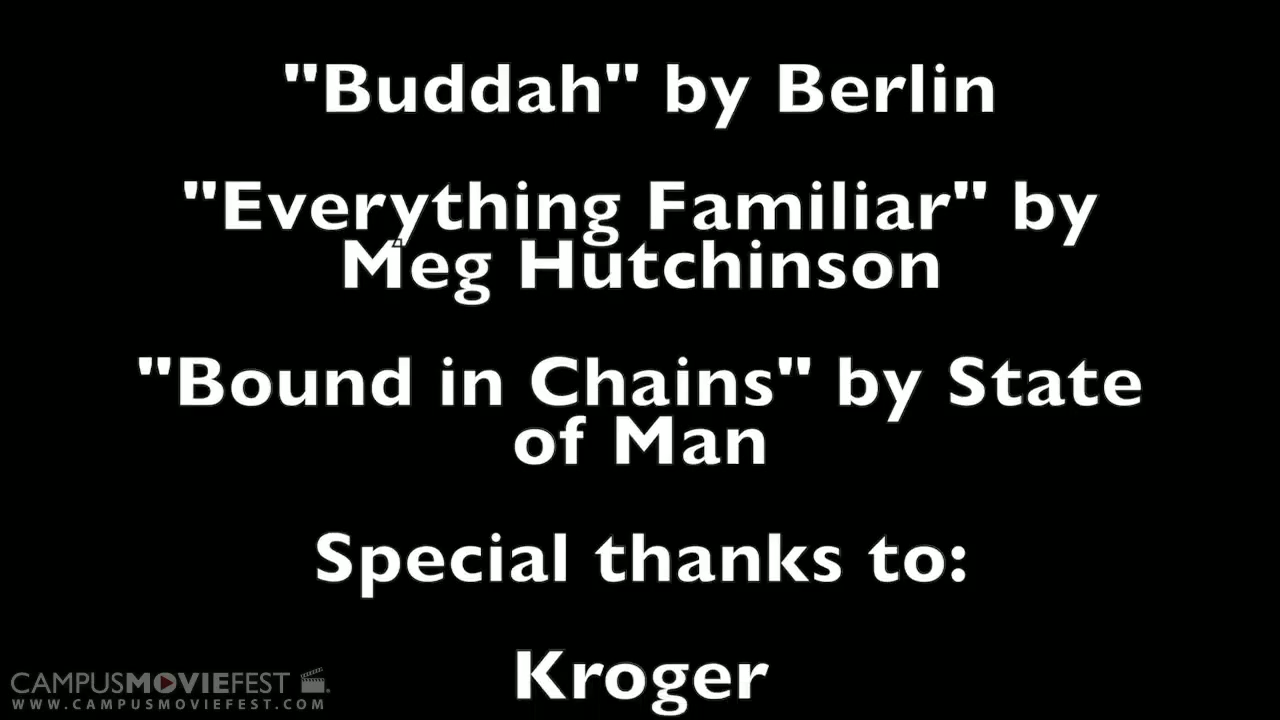 "Buddah" by Berlin
"Everything Familiar" by
Meg Hutchinson
"Bound in Chains" by State
of Man
Special thanks to:
Kroger
CAMPUSMOVIEFEST
WWW.CAMPUSMOVIEFEST.COM